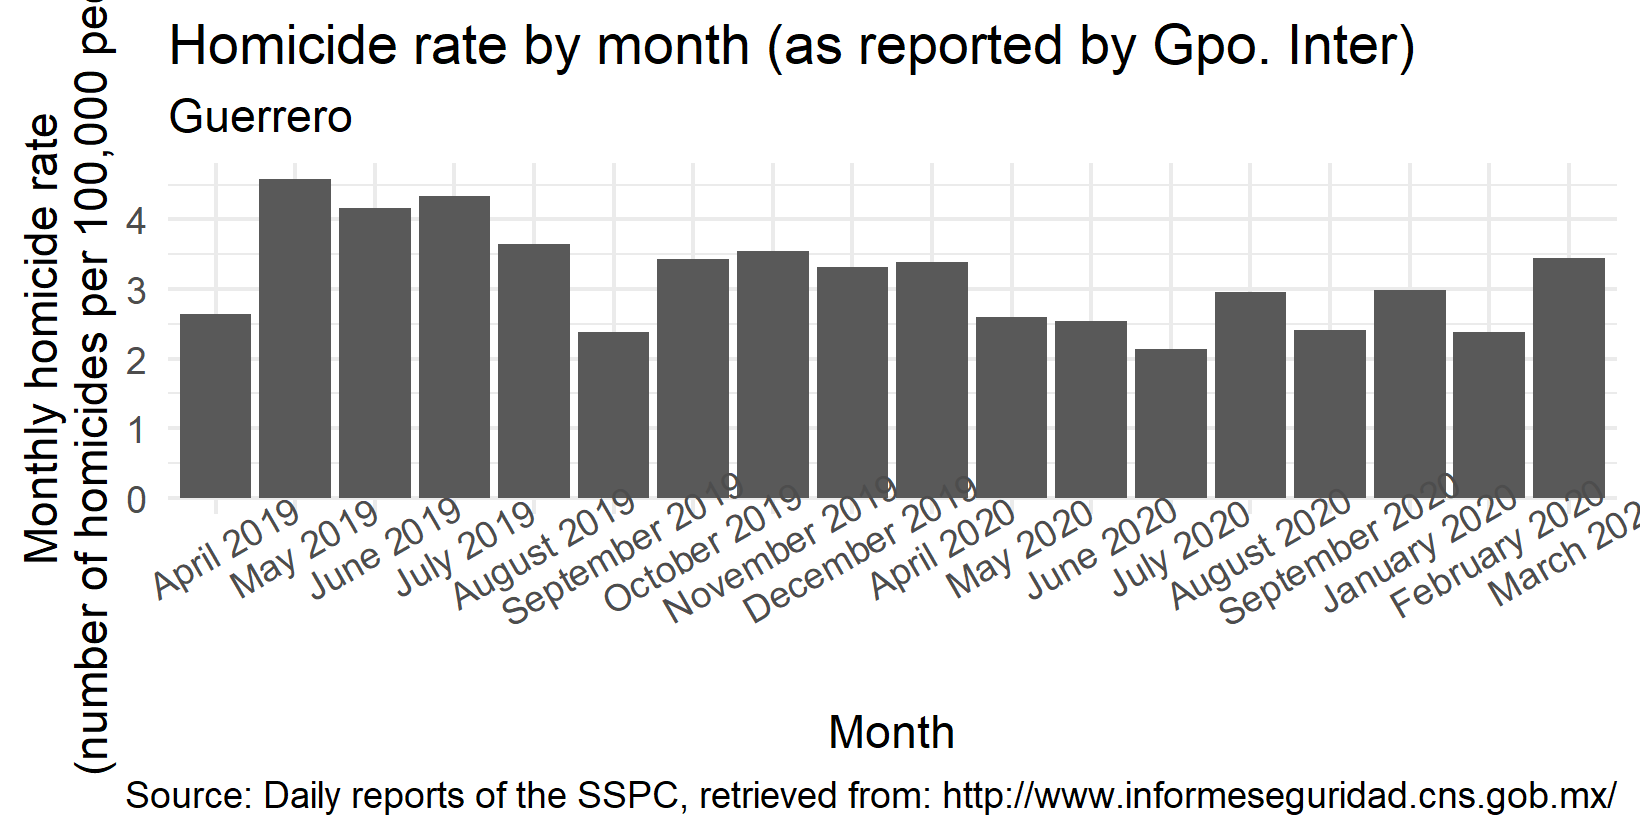 Homicide rate by month (as reported by Gpo. Inter)
Guerrero
Monthly homicide rate
(number of homicides per 100,000
4
3
2
1
0
April 2019
May 2019
June 2019
July 2019
August 2019
September 2019
October 2019
November 2019
December 2019
April 2020
May 2020
June 2020
July 2020
August 2020
September 2020
January 2020
February 2020
March
Month
Source: Daily reports of the SSPC, retrieved from: http://www.informeseguridad.cns.gob.mx/